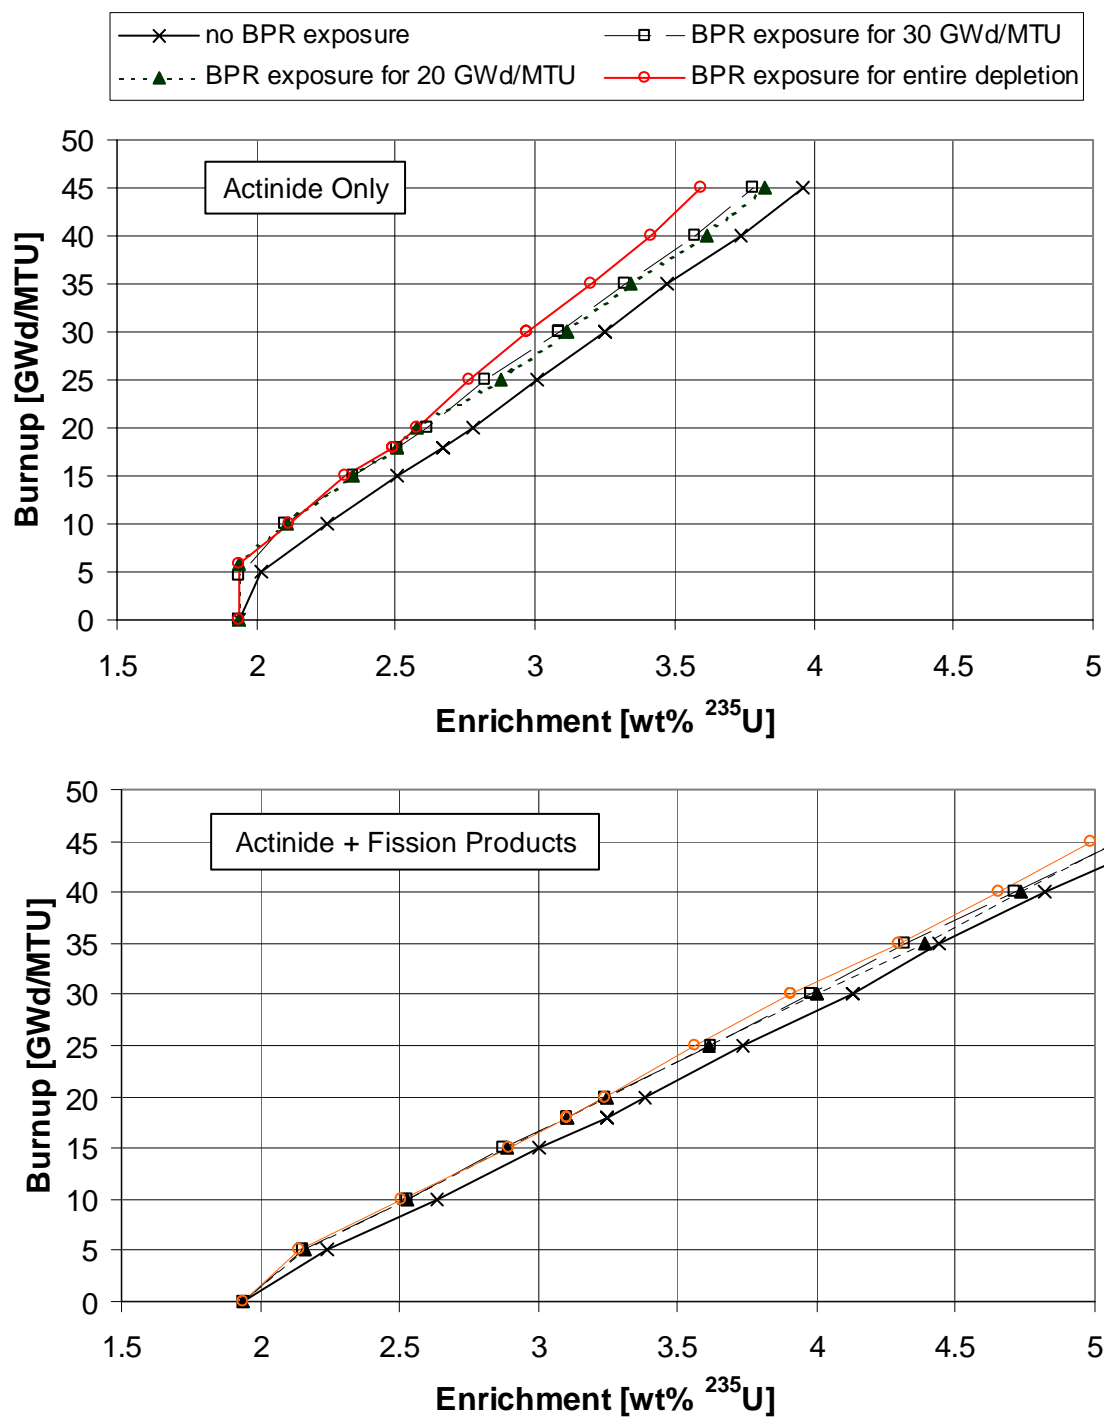 no BPR exposure
BPR exposure for 30 GWd/MTU
BPR exposure for 20 GWd/MTU
BPR exposure for entire depletion
Actinide Only
Burnup [GWd/MTU]
50
45
40
35
30
25
20
15
10
5
0
1.5 2 2.5 3 3.5 4 4.5 5
Enrichment [wt% ²³⁵U]
Actinide + Fission Products
Burnup [GWd/MTU]
50
45
40
35
30
25
20
15
10
5
0
1.5 2 2.5 3 3.5 4 4.5 5
Enrichment [wt% ²³⁵U]